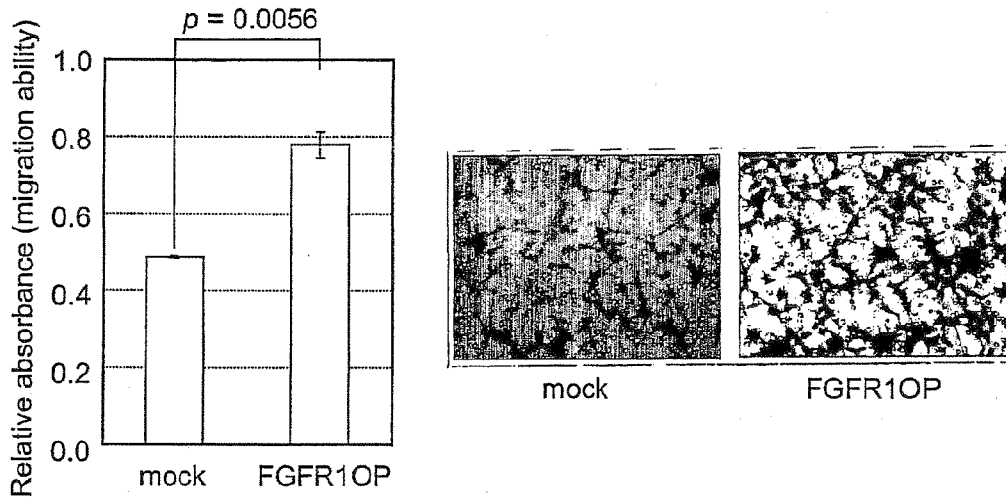 p = 0.0056
Relative absorbance (migration ability)
1.0
0.8
0.6
0.4
0.2
0.0
mock
FGFR1OP
mock
FGFR1OP